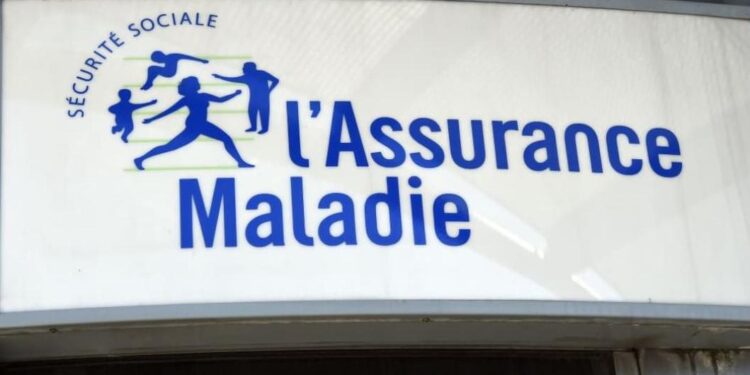 SÉCURITÉ SOCIALE
l'Assurance
Maladie